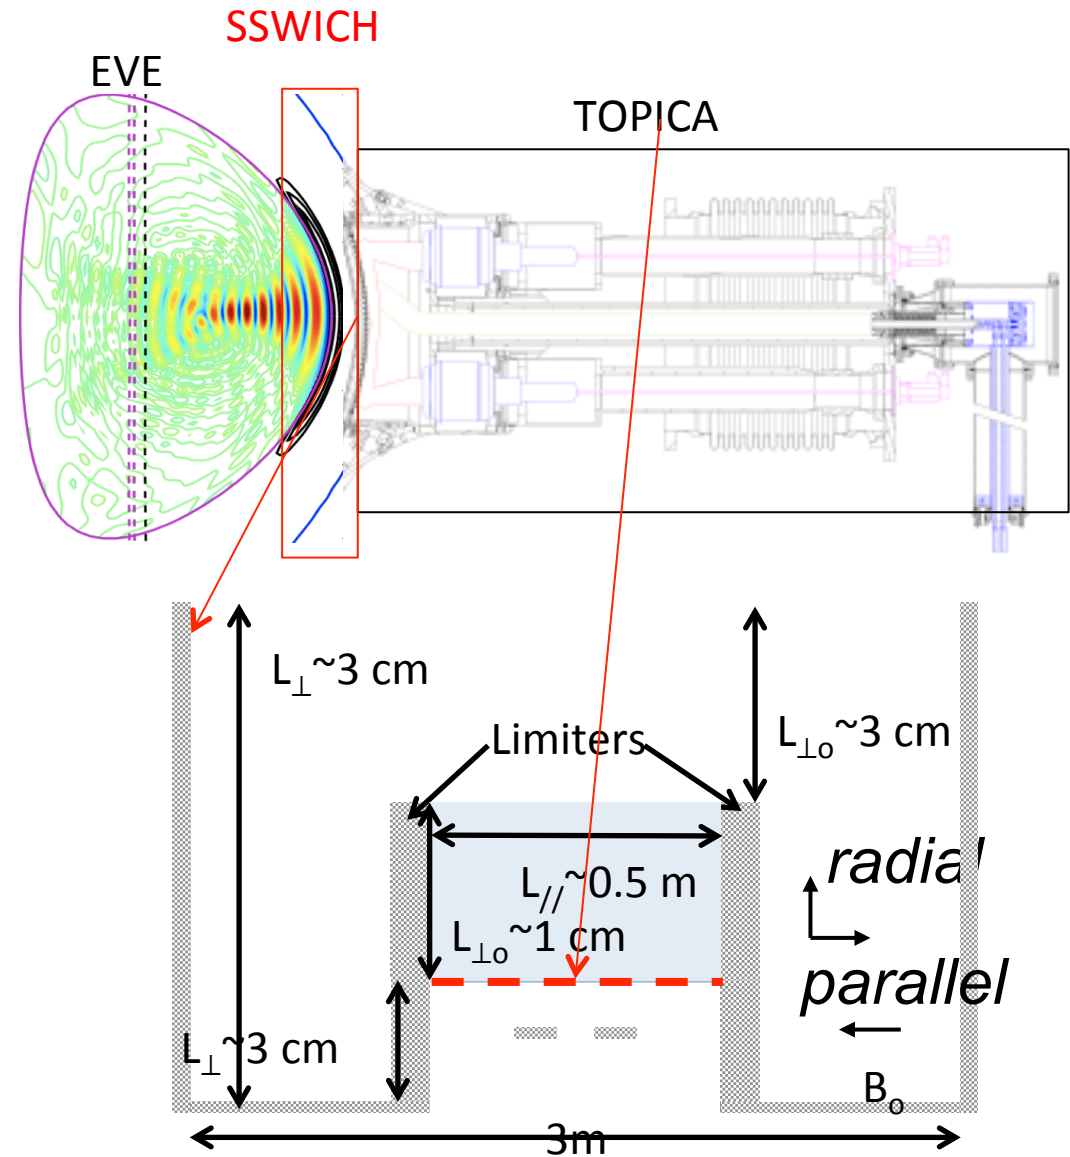 SSWICH
EVE
TOPICA
L⊥~3 cm
Limiters
L⊥o~3 cm
radial
L//~0.5 m
L⊥o~1 cm
parallel
L⊥~3 cm
Bo
3m